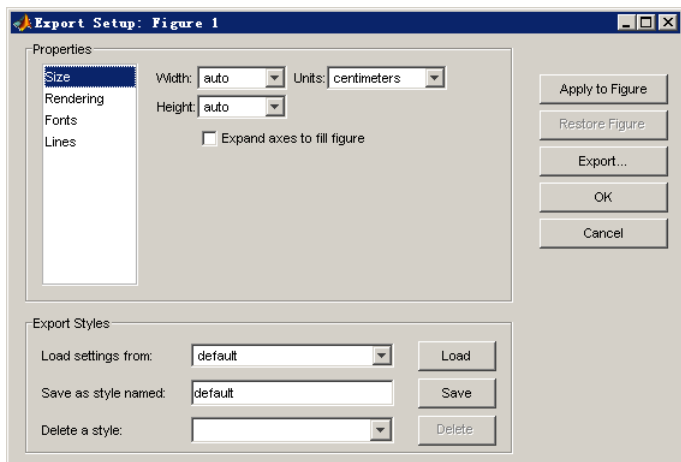 Export Setup: Figure 1
Properties
Size
Rendering
Fonts
Lines
Width: auto Units: centimeters
Height: auto
Expand axes to fill figure
Apply to Figure
Restore Figure
Export...
OK
Cancel
Export Styles
Load settings from: default Load
Save as style named: default Save
Delete a style: Delete